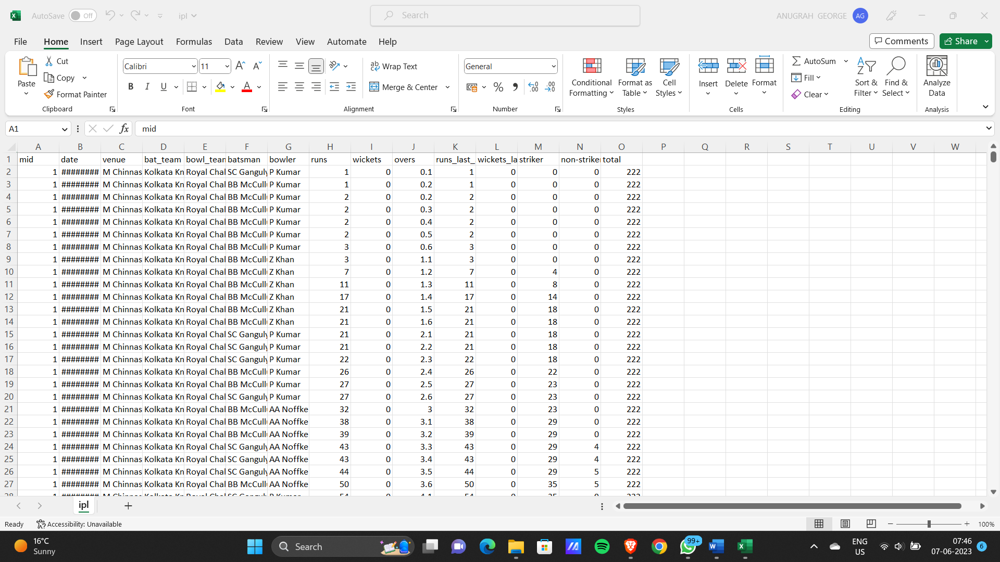 AutoSave Off ipl Search ANUGRAH GEORGE AG
File Home Insert Page Layout Formulas Data Review View Automate Help Comments Share
Paste Cut Copy Format Painter Clipboard
Calibri 11 A A B I U A Font
ab Wrap Text Merge & Center Alignment
General % Number
Conditional Formatting Format as Table Cell Styles Styles
Insert Delete Format Cells
AutoSum Fill Clear Sort & Filter Find & Select Editing
Analyze Data Analysis
A1 fx mid
A B C D E F G H I J K L M N O P Q R S T U V W
1 mid date venue bat_team bowl_team batsman bowler runs wickets overs runs_last_ wickets_la striker non-striker total
2 1 ######## M Chinnas Kolkata Kn Royal Chal SC Ganguly P Kumar 1 0 0.1 1 0 0 0 222
3 1 ######## M Chinnas Kolkata Kn Royal Chal BB McCull P Kumar 1 0 0.2 1 0 0 0 222
4 1 ######## M Chinnas Kolkata Kn Royal Chal BB McCull P Kumar 2 0 0.2 2 0 0 0 222
5 1 ######## M Chinnas Kolkata Kn Royal Chal BB McCull P Kumar 2 0 0.3 2 0 0 0 222
6 1 ######## M Chinnas Kolkata Kn Royal Chal BB McCull P Kumar 2 0 0.4 2 0 0 0 222
7 1 ######## M Chinnas Kolkata Kn Royal Chal BB McCull P Kumar 2 0 0.5 2 0 0 0 222
8 1 ######## M Chinnas Kolkata Kn Royal Chal BB McCull P Kumar 3 0 0.6 3 0 0 0 222
9 1 ######## M Chinnas Kolkata Kn Royal Chal BB McCull Z Khan 3 0 1.1 3 0 0 0 222
10 1 ######## M Chinnas Kolkata Kn Royal Chal BB McCull Z Khan 7 0 1.2 7 0 4 0 222
11 1 ######## M Chinnas Kolkata Kn Royal Chal BB McCull Z Khan 11 0 1.3 11 0 8 0 222
12 1 ######## M Chinnas Kolkata Kn Royal Chal BB McCull Z Khan 17 0 1.4 17 0 14 0 222
13 1 ######## M Chinnas Kolkata Kn Royal Chal BB McCull Z Khan 21 0 1.5 21 0 18 0 222
14 1 ######## M Chinnas Kolkata Kn Royal Chal BB McCull Z Khan 21 0 1.6 21 0 18 0 222
15 1 ######## M Chinnas Kolkata Kn Royal Chal SC Ganguly P Kumar 21 0 2.1 21 0 18 0 222
16 1 ######## M Chinnas Kolkata Kn Royal Chal SC Ganguly P Kumar 21 0 2.2 21 0 18 0 222
17 1 ######## M Chinnas Kolkata Kn Royal Chal SC Ganguly P Kumar 22 0 2.3 22 0 18 0 222
18 1 ######## M Chinnas Kolkata Kn Royal Chal BB McCull P Kumar 26 0 2.4 26 0 22 0 222
19 1 ######## M Chinnas Kolkata Kn Royal Chal BB McCull P Kumar 27 0 2.5 27 0 23 0 222
20 1 ######## M Chinnas Kolkata Kn Royal Chal SC Ganguly P Kumar 27 0 2.6 27 0 23 0 222
21 1 ######## M Chinnas Kolkata Kn Royal Chal BB McCull AA Noffke 32 0 3 32 0 23 0 222
22 1 ######## M Chinnas Kolkata Kn Royal Chal BB McCull AA Noffke 38 0 3.1 38 0 29 0 222
23 1 ######## M Chinnas Kolkata Kn Royal Chal BB McCull AA Noffke 39 0 3.2 39 0 29 0 222
24 1 ######## M Chinnas Kolkata Kn Royal Chal SC Ganguly AA Noffke 43 0 3.3 43 0 29 4 222
25 1 ######## M Chinnas Kolkata Kn Royal Chal SC Ganguly AA Noffke 43 0 3.4 43 0 29 4 222
26 1 ######## M Chinnas Kolkata Kn Royal Chal SC Ganguly AA Noffke 44 0 3.5 44 0 29 5 222
27 1 ######## M Chinnas Kolkata Kn Royal Chal BB McCull AA Noffke 50 0 3.6 50 0 35 5 222
ipl
Ready Accessibility: Unavailable 100%
16°C
Sunny
Search 99+ ENG US 07:46 07-06-2023 6